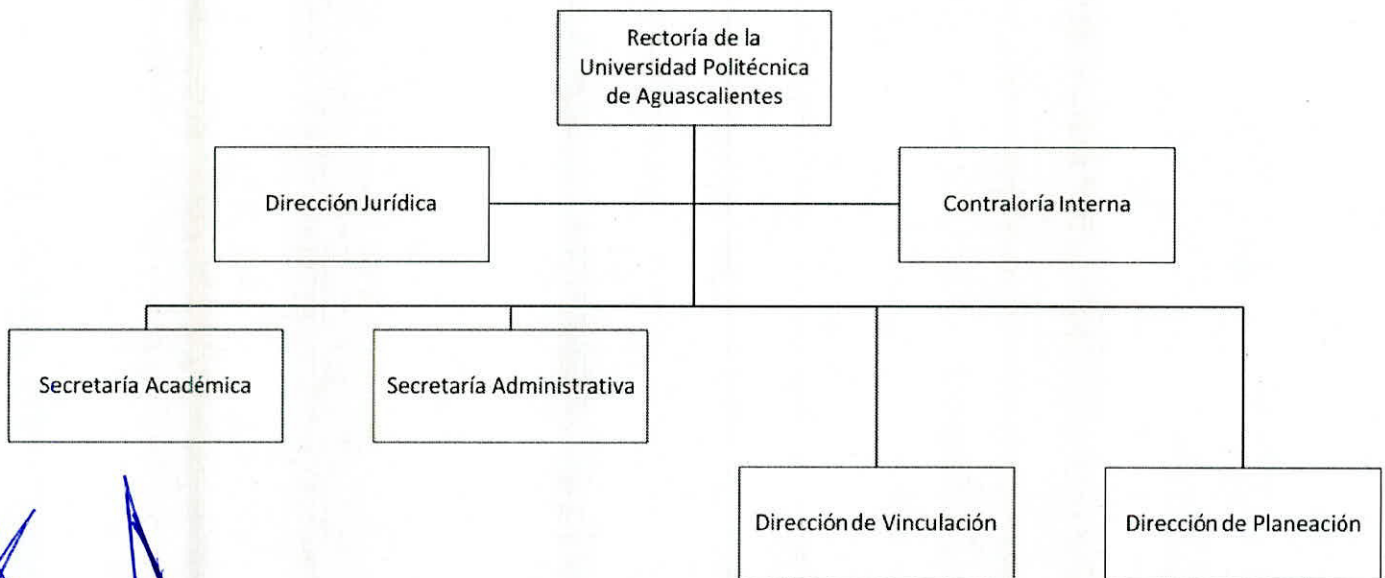 Rectoría de la
Universidad Politécnica
de Aguascalientes
Dirección Jurídica
Contraloría Interna
Secretaría Académica
Secretaría Administrativa
Dirección de Vinculación
Dirección de Planeación